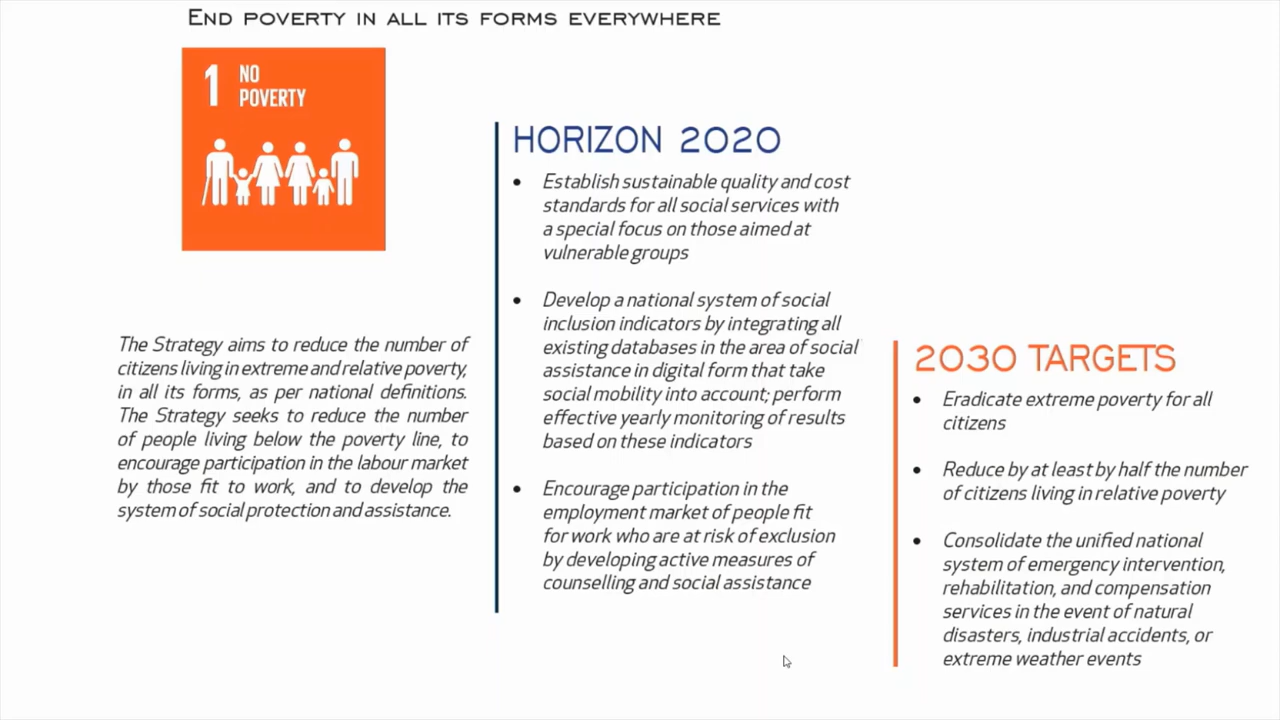 END POVERTY IN ALL ITS FORMS EVERYWHERE
1 NO
POVERTY
The Strategy aims to reduce the number of
citizens living in extreme and relative poverty,
in all its forms, as per national definitions.
The Strategy seeks to reduce the number
of people living below the poverty line, to
encourage participation in the labour market
by those fit to work, and to develop the
system of social protection and assistance.
HORIZON 2020
• Establish sustainable quality and cost
standards for all social services with
a special focus on those aimed at
vulnerable groups
• Develop a national system of social
inclusion indicators by integrating all
existing databases in the area of social
assistance in digital form that take
social mobility into account; perform
effective yearly monitoring of results
based on these indicators
• Encourage participation in the
employment market of people fit
for work who are at risk of exclusion
by developing active measures of
counselling and social assistance
2030 TARGETS
• Eradicate extreme poverty for all
citizens
• Reduce by at least by half the number
of citizens living in relative poverty
• Consolidate the unified national
system of emergency intervention,
rehabilitation, and compensation
services in the event of natural
disasters, industrial accidents, or
extreme weather events